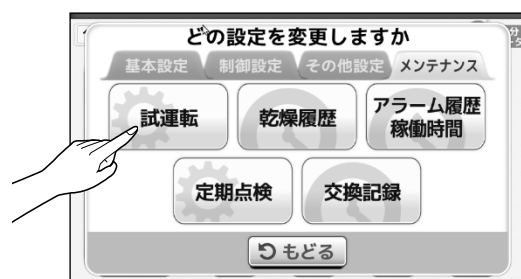 どの設定を変更しますか
基本設定 制御設定 その他設定 メンテナンス
試運転 乾燥履歴 アラーム履歴
稼働時間
定期点検 交換記録
もどる
分